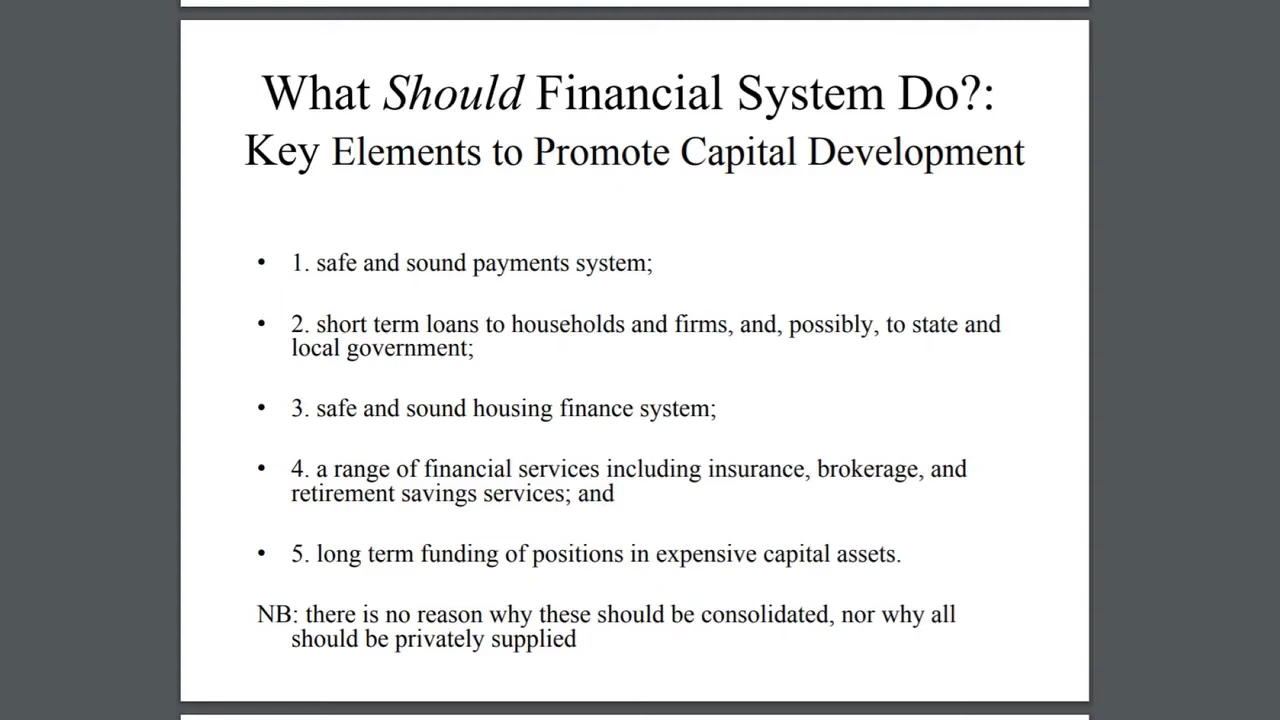 What Should Financial System Do?:
Key Elements to Promote Capital Development
• 1. safe and sound payments system;
• 2. short term loans to households and firms, and, possibly, to state and
local government;
• 3. safe and sound housing finance system;
• 4. a range of financial services including insurance, brokerage, and
retirement savings services; and
• 5. long term funding of positions in expensive capital assets.
NB: there is no reason why these should be consolidated, nor why all
should be privately supplied